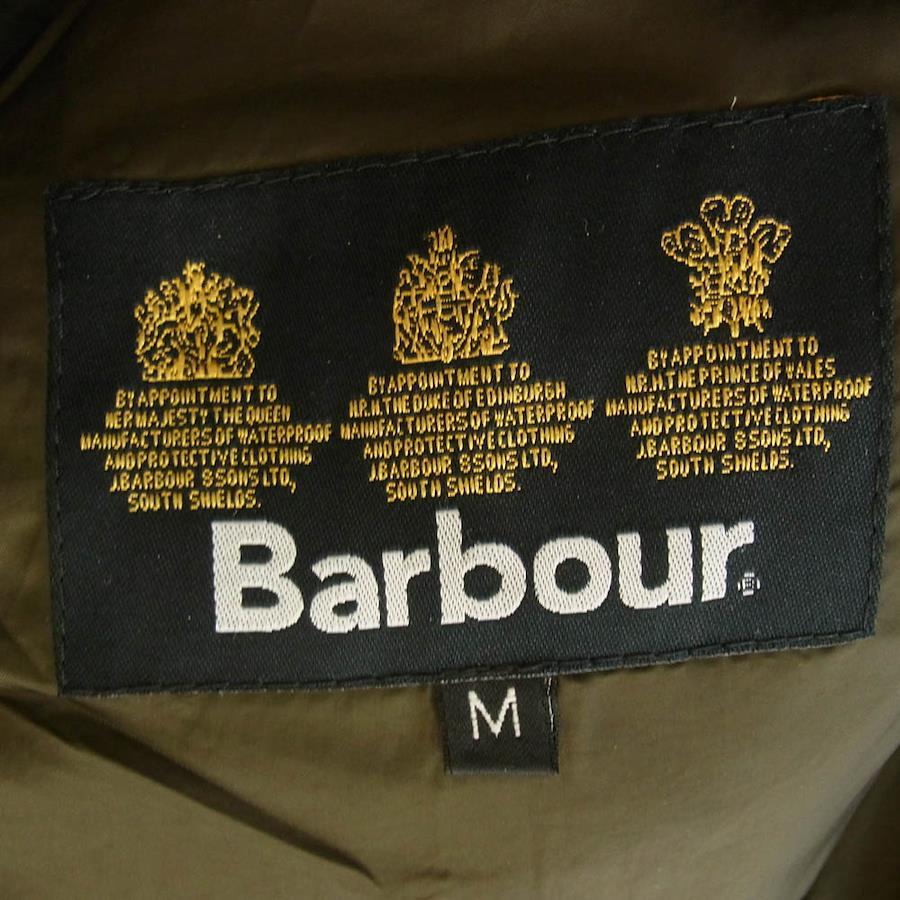 BY APPOINTMENT TO
HER MAJESTY THE QUEEN
MANUFACTURERS OF WATERPROOF
AND PROTECTIVE CLOTHING
J.BARBOUR & SONS LTD,
SOUTH SHIELDS.
BY APPOINTMENT TO
H.R.H. THE DUKE OF EDINBURGH
MANUFACTURERS OF WATERPROOF
AND PROTECTIVE CLOTHING
J.BARBOUR & SONS LTD,
SOUTH SHIELDS.
BY APPOINTMENT TO
H.R.H. THE PRINCE OF WALES
MANUFACTURERS OF WATERPROOF
AND PROTECTIVE CLOTHING
J.BARBOUR & SONS LTD,
SOUTH SHIELDS.
Barbour.®
M